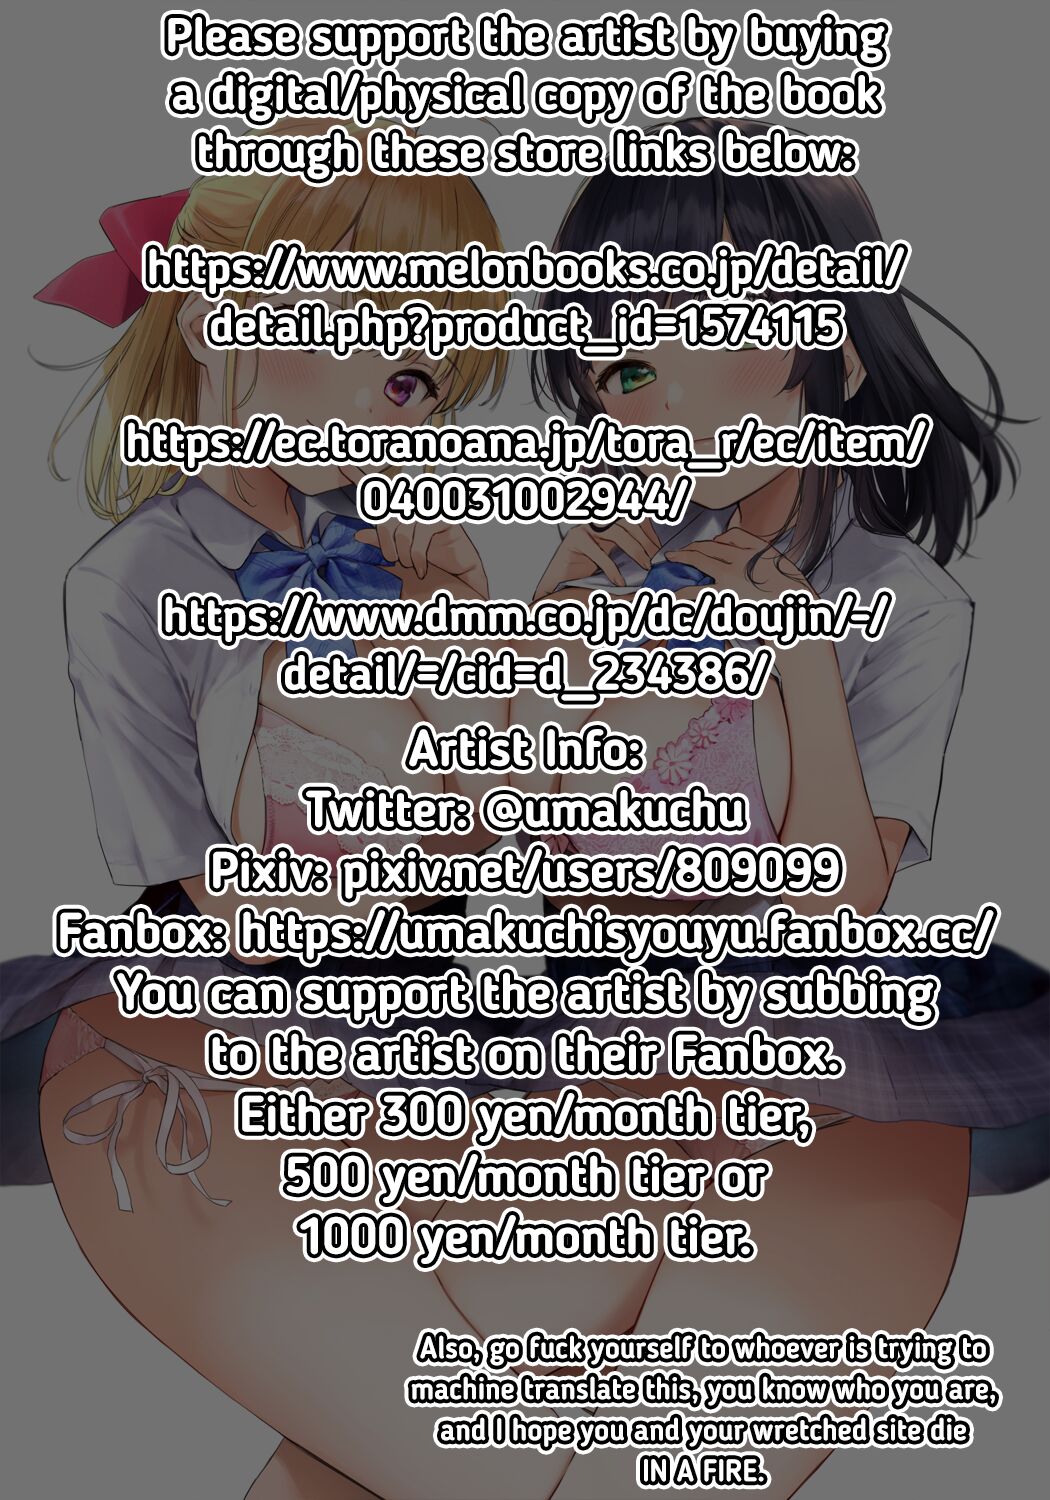 Please support the artist by buying
a digital/physical copy of the book
through these store links below:
https://www.melonbooks.co.jp/detail/
detail.php?product_id=1574115
https://ec.toranoana.jp/tora_r/ec/item/
040031002944/
https://www.dmm.co.jp/dc/doujin/-/
detail/=/cid=d_234386/
Artist Info:
Twitter: @umakuchu
Pixiv: pixiv.net/users/809099
Fanbox: https://umakuchisyouyu.fanbox.cc/
You can support the artist by subbing
to the artist on their Fanbox.
Either 300 yen/month tier,
500 yen/month tier or
1000 yen/month tier.
Also, go fuck yourself to whoever is trying to
machine translate this, you know who you are,
and I hope you and your wretched site die
IN A FIRE.